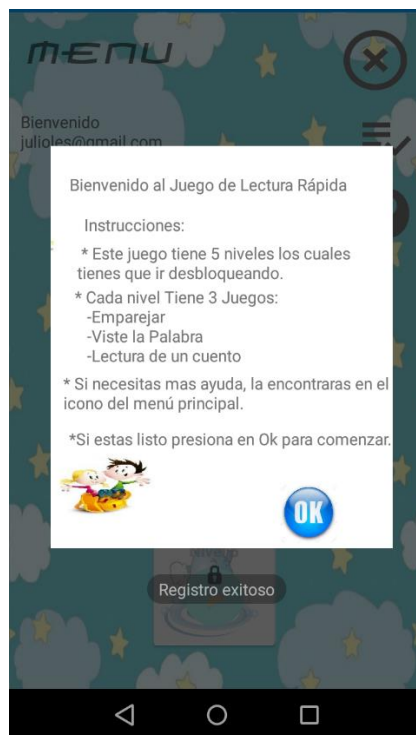 MENU
Bienvenido
julioles@gmail.com
Bienvenido al Juego de Lectura Rápida
Instrucciones:
* Este juego tiene 5 niveles los cuales
tienes que ir desbloqueando.
* Cada nivel Tiene 3 Juegos:
-Emparejar
-Viste la Palabra
-Lectura de un cuento
* Si necesitas mas ayuda, la encontraras en el
icono del menú principal.
*Si estas listo presiona en Ok para comenzar.
OK
Registro exitoso